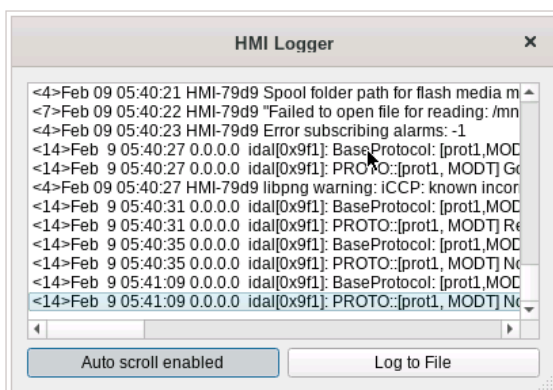 HMI Logger
<4>Feb 09 05:40:21 HMI-79d9 Spool folder path for flash media m
<7>Feb 09 05:40:22 HMI-79d9 "Failed to open file for reading: /mn
<4>Feb 09 05:40:23 HMI-79d9 Error subscribing alarms: -1
<14>Feb  9 05:40:27 0.0.0.0  idal[0x9f1]: BaseProtocol: [prot1,MOD
<14>Feb  9 05:40:27 0.0.0.0  idal[0x9f1]: PROTO::[prot1, MODT] Go
<4>Feb 09 05:40:27 HMI-79d9 libpng warning: iCCP: known incor
<14>Feb  9 05:40:31 0.0.0.0  idal[0x9f1]: BaseProtocol: [prot1,MOD
<14>Feb  9 05:40:31 0.0.0.0  idal[0x9f1]: PROTO::[prot1, MODT] Re
<14>Feb  9 05:40:35 0.0.0.0  idal[0x9f1]: BaseProtocol: [prot1,MOD
<14>Feb  9 05:40:35 0.0.0.0  idal[0x9f1]: PROTO::[prot1, MODT] No
<14>Feb  9 05:41:09 0.0.0.0  idal[0x9f1]: BaseProtocol: [prot1,MOD
<14>Feb  9 05:41:09 0.0.0.0  idal[0x9f1]: PROTO::[prot1, MODT] No
Auto scroll enabled
Log to File